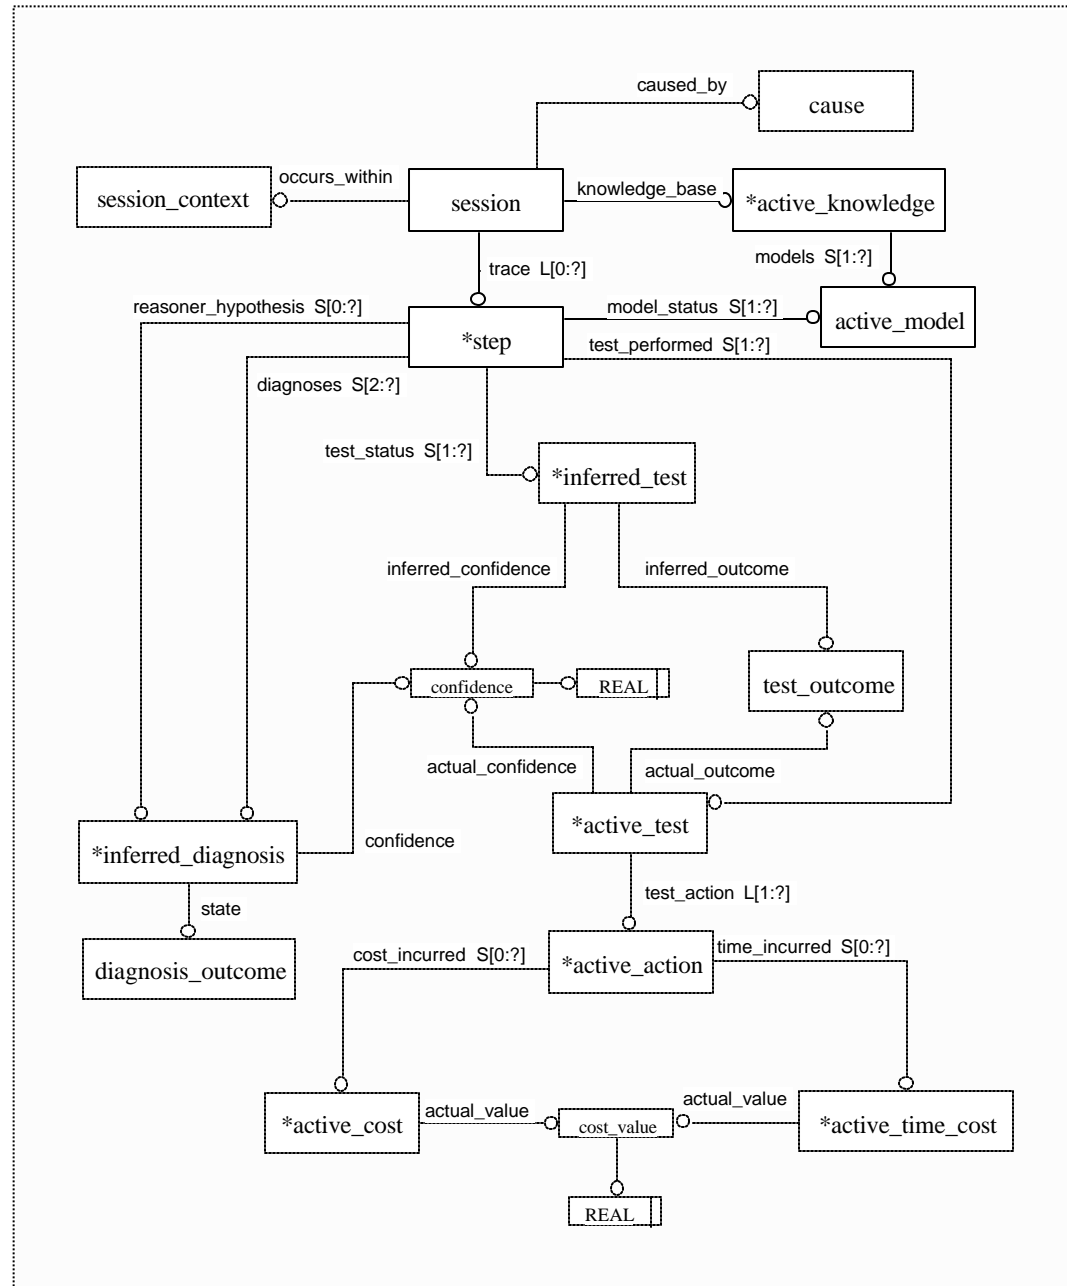 caused_by
cause
occurs_within
session_context
session
knowledge_base
*active_knowledge
trace L[0:?]
models S[1:?]
reasoner_hypothesis S[0:?]
model_status S[1:?]
active_model
*step
test_performed S[1:?]
diagnoses S[2:?]
test_status S[1:?]
*inferred_test
inferred_confidence
inferred_outcome
confidence
REAL
test_outcome
actual_confidence
actual_outcome
*active_test
*inferred_diagnosis
confidence
test_action L[1:?]
state
diagnosis_outcome
cost_incurred S[0:?]
*active_action
time_incurred S[0:?]
*active_cost
actual_value
cost_value
actual_value
*active_time_cost
REAL